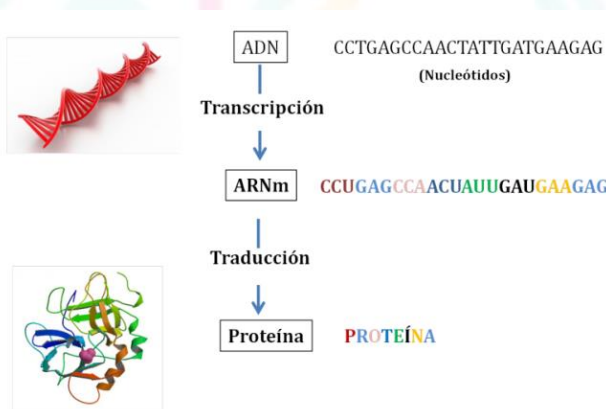 ADN CCTGAGCCAACTATTGATGAAGAG
(Nucleótidos)
Transcripción
ARNm CCUGAGCCAACUAUUGAUGAAGAG
Traducción
Proteína PROTEÍNA